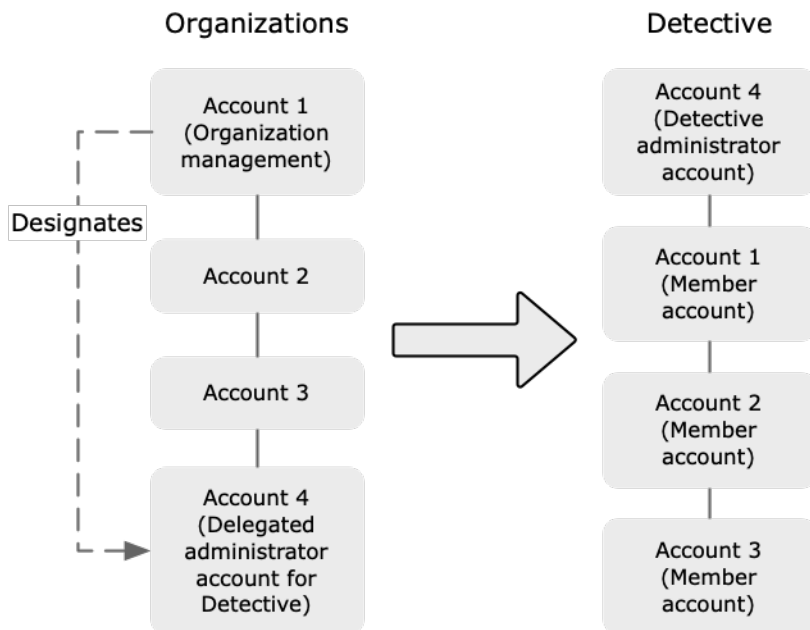 Organizations
Account 1
(Organization
management)
Designates
Account 2
Account 3
Account 4
(Delegated
administrator
account for
Detective)
Detective
Account 4
(Detective
administrator
account)
Account 1
(Member
account)
Account 2
(Member
account)
Account 3
(Member
account)